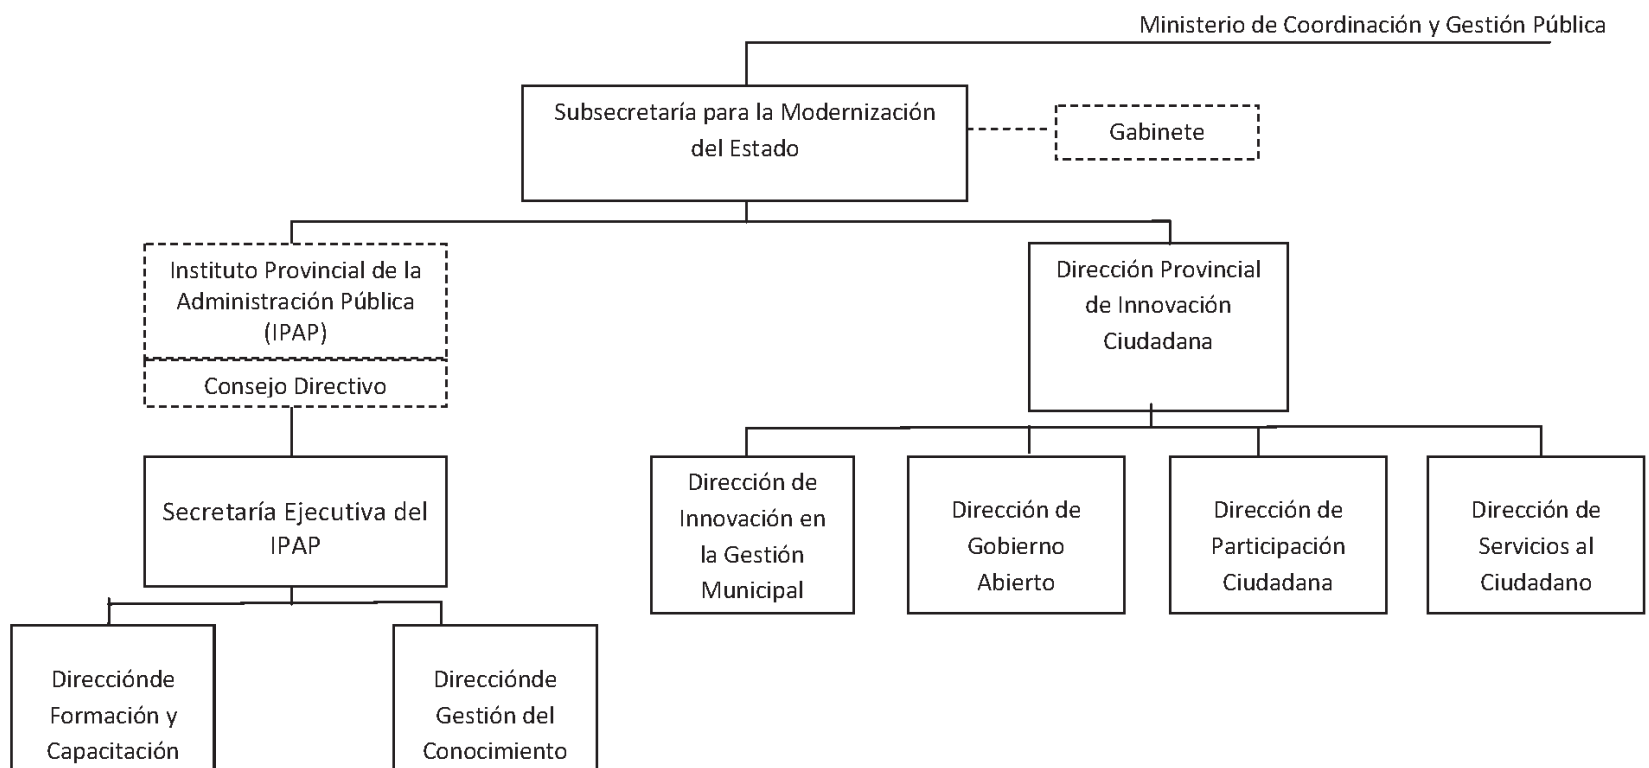 Ministerio de Coordinación y Gestión Pública
Subsecretaría para la Modernización
del Estado
Gabinete
Instituto Provincial de la
Administración Pública
(IPAP)
Consejo Directivo
Dirección Provincial
de Innovación
Ciudadana
Secretaría Ejecutiva del
IPAP
Dirección de
Innovación en
la Gestión
Municipal
Dirección de
Gobierno
Abierto
Dirección de
Participación
Ciudadana
Dirección de
Servicios al
Ciudadano
Direcciónde
Formación y
Capacitación
Direcciónde
Gestión del
Conocimiento